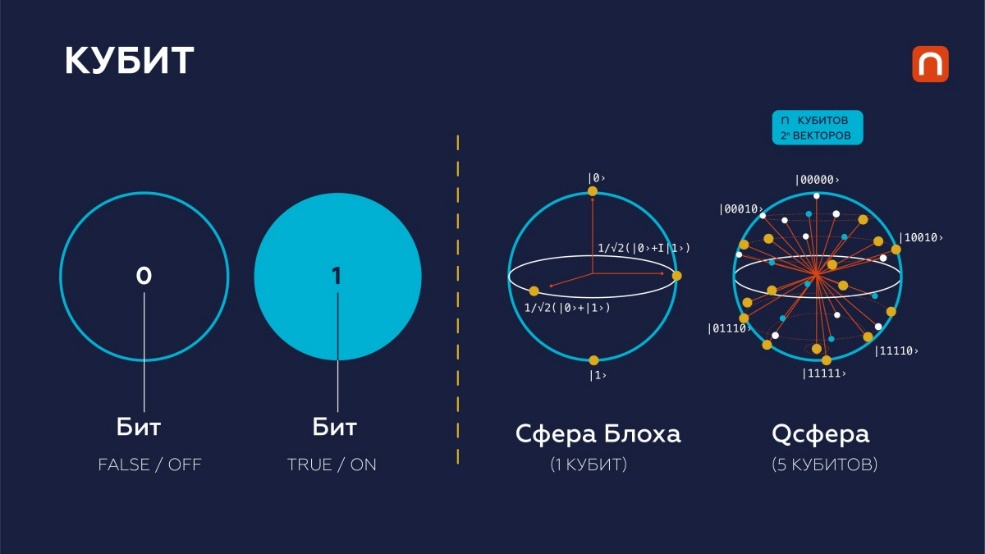 КУБИТ
n
n КУБИТОВ
2ⁿ ВЕКТОРОВ
0
1
Бит
FALSE / OFF
Бит
TRUE / ON
|0›
1/√2(|0›+I|1›)
1/√2(|0›+|1›)
|1›
Сфера Блоха
(1 КУБИТ)
|00000›
|00010›
|10010›
|01110›
|11110›
|11111›
Qсфера
(5 КУБИТОВ)